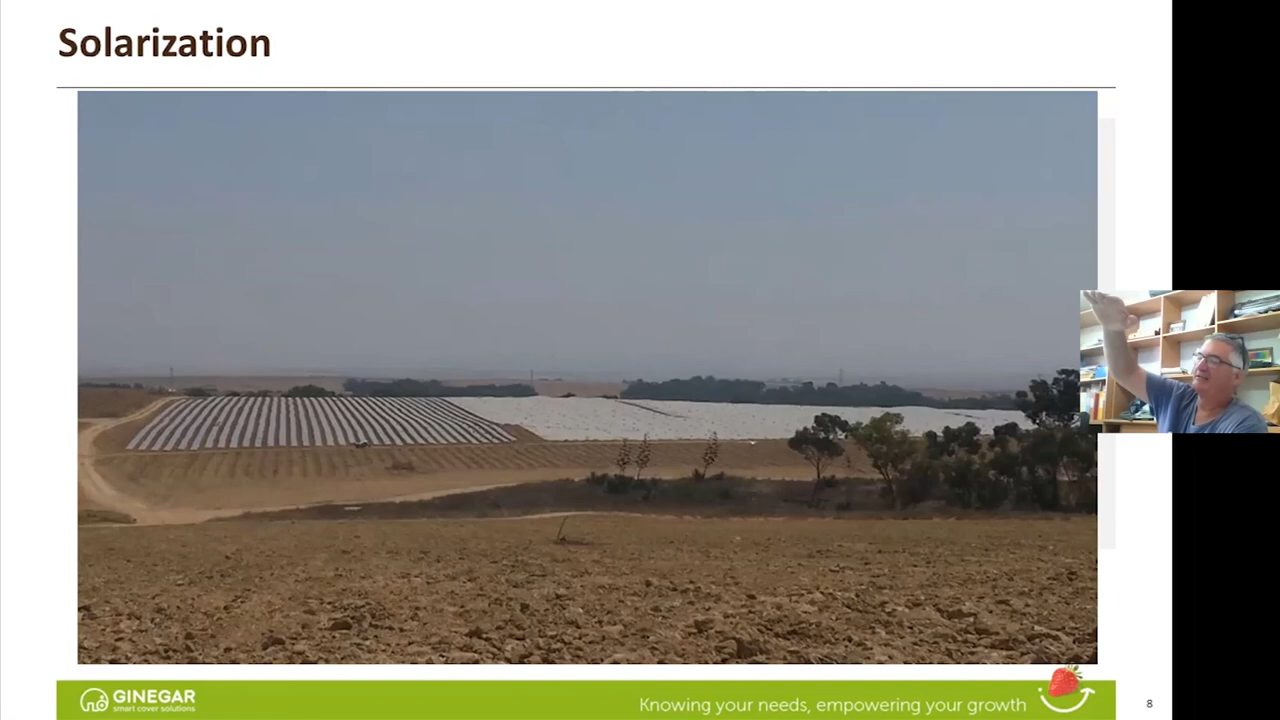 Solarization
GINEGAR
smart cover solutions
Knowing your needs, empowering your growth
8